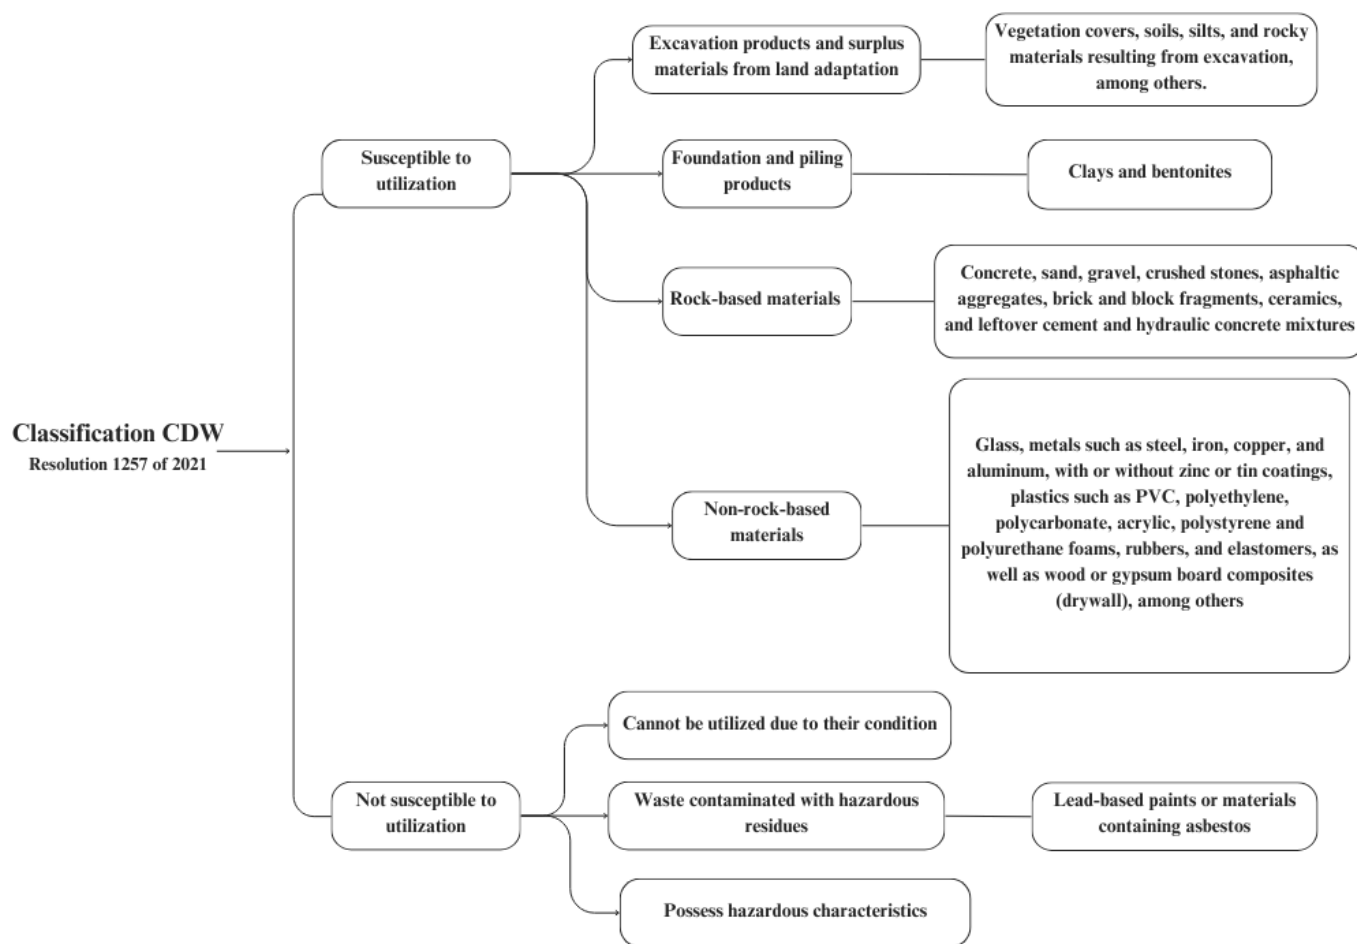 Excavation products and surplus
materials from land adaptation
Vegetation covers, soils, silts, and rocky
materials resulting from excavation,
among others.
Susceptible to
utilization
Foundation and piling
products
Clays and bentonites
Rock-based materials
Concrete, sand, gravel, crushed stones, asphaltic
aggregates, brick and block fragments, ceramics,
and leftover cement and hydraulic concrete mixtures
Classification CDW
Resolution 1257 of 2021
Non-rock-based
materials
Glass, metals such as steel, iron, copper, and
aluminum, with or without zinc or tin coatings,
plastics such as PVC, polyethylene,
polycarbonate, acrylic, polystyrene and
polyurethane foams, rubbers, and elastomers, as
well as wood or gypsum board composites
(drywall), among others
Cannot be utilized due to their condition
Not susceptible to
utilization
Waste contaminated with hazardous
residues
Lead-based paints or materials
containing asbestos
Possess hazardous characteristics